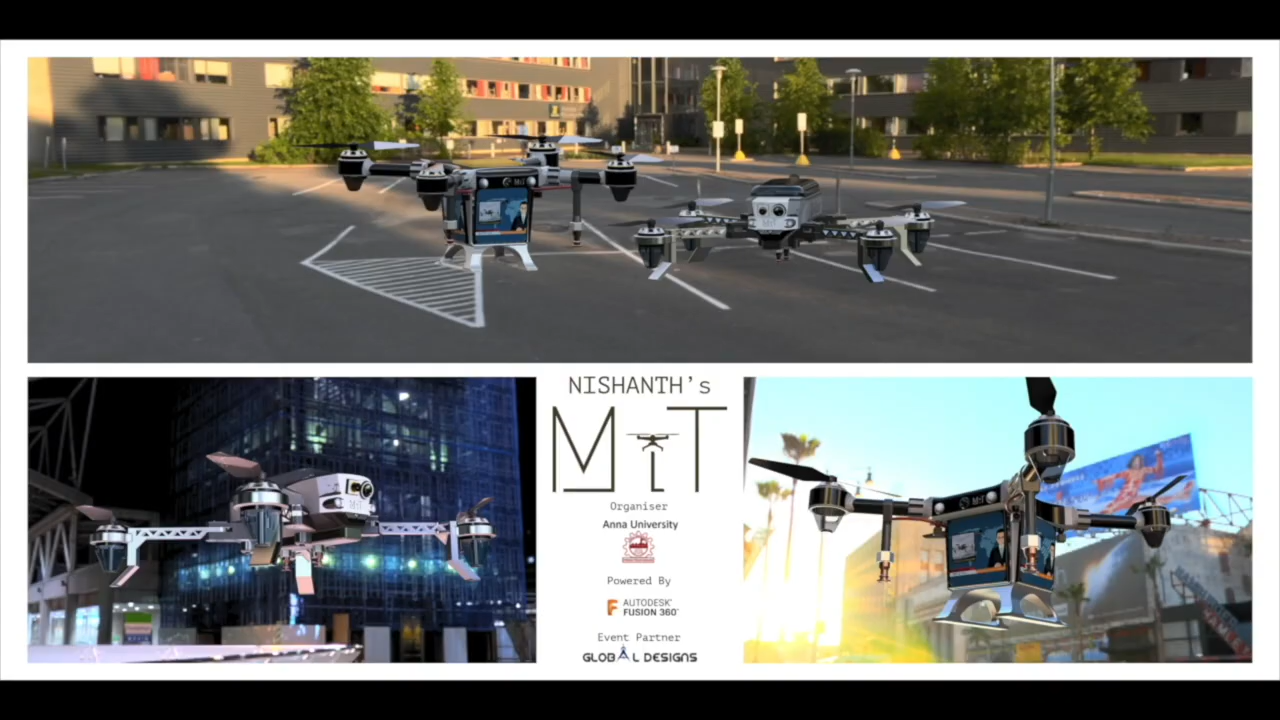 NISHANTH's
MiT
Organiser
Anna University
Powered By
AUTODESK
FUSION 360
Event Partner
GLOBAL DESIGNS